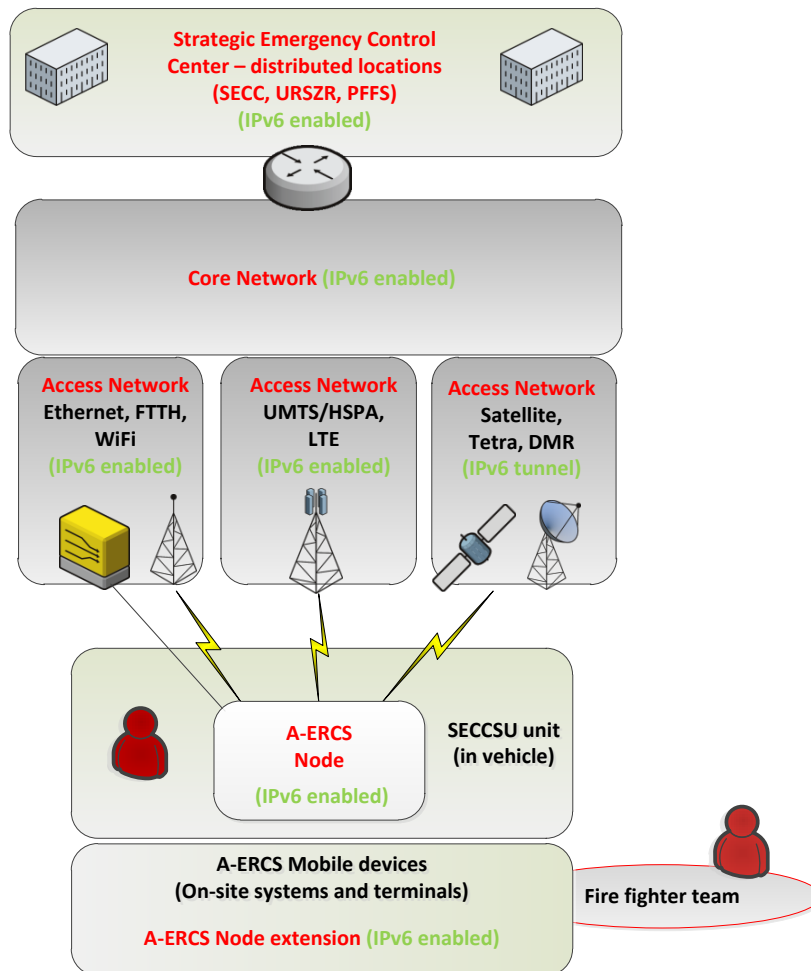 Strategic Emergency Control
Center – distributed locations
(SECC, URSZR, PFFS)
(IPv6 enabled)
Core Network (IPv6 enabled)
Access Network
Ethernet, FTTH,
WiFi
(IPv6 enabled)
Access Network
UMTS/HSPA,
LTE
(IPv6 enabled)
Access Network
Satellite,
Tetra, DMR
(IPv6 tunnel)
A-ERCS
Node
(IPv6 enabled)
SECCSU unit
(in vehicle)
A-ERCS Mobile devices
(On-site systems and terminals)
A-ERCS Node extension (IPv6 enabled)
Fire fighter team